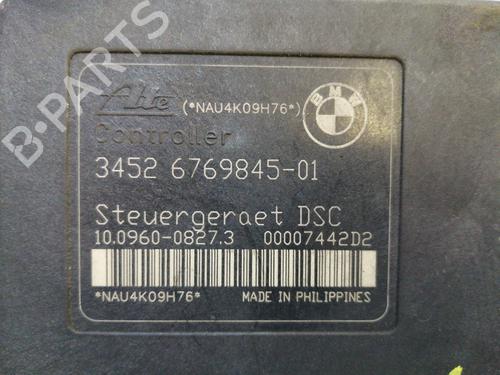 Ate (*NAU4K09H76*) BMW
Controller
3452 6769845-01
Steuergeraet DSC
10.0960-0827.3 00007442D2
*NAU4K09H76* MADE IN PHILIPPINES
B-PARTS